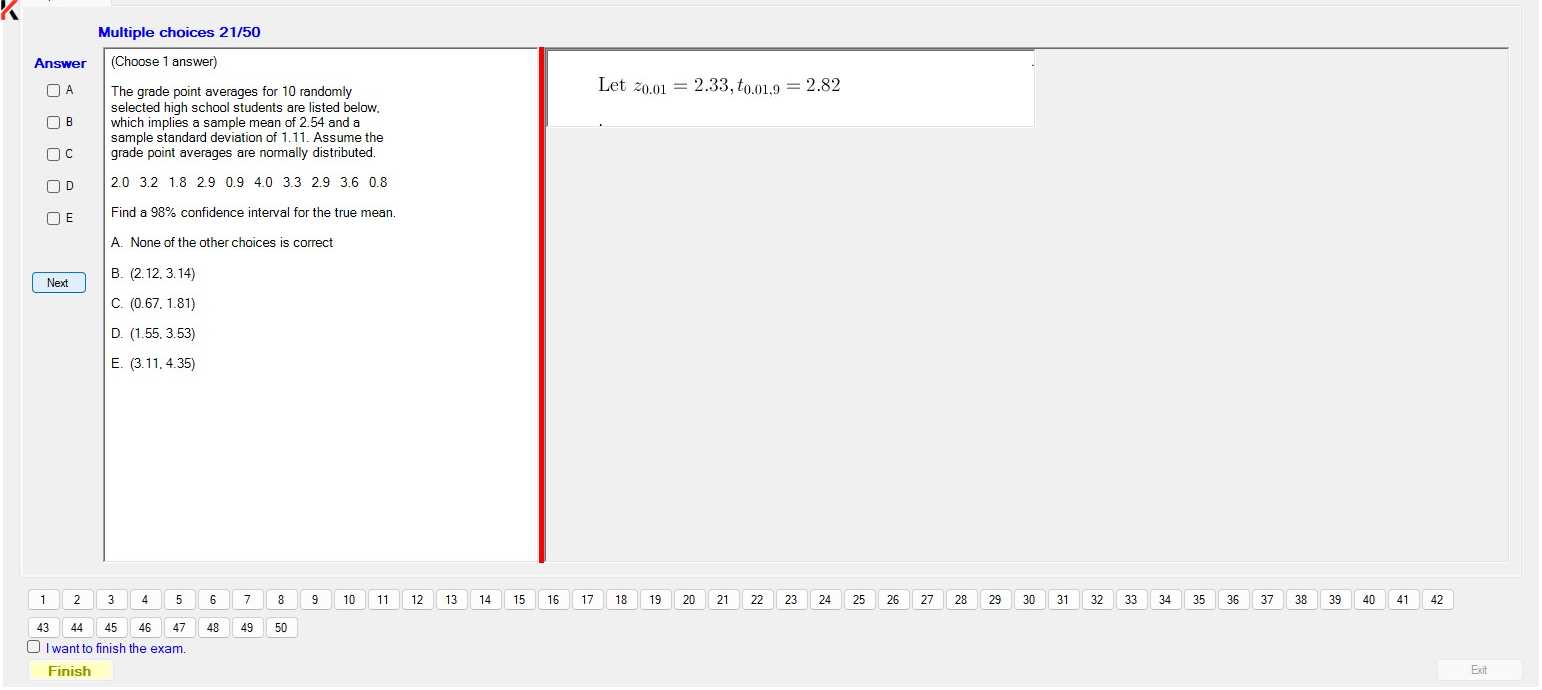 Multiple choices 21/50
Answer
A
B
C
D
E
Next
(Choose 1 answer)
The grade point averages for 10 randomly
selected high school students are listed below,
which implies a sample mean of 2.54 and a
sample standard deviation of 1.11. Assume the
grade point averages are normally distributed.
2.0 3.2 1.8 2.9 0.9 4.0 3.3 2.9 3.6 0.8
Find a 98% confidence interval for the true mean.
A. None of the other choices is correct
B. (2.12, 3.14)
C. (0.67, 1.81)
D. (1.55, 3.53)
E. (3.11, 4.35)
Let z0.01 = 2.33, t0.01,9 = 2.82
1 2 3 4 5 6 7 8 9 10 11 12 13 14 15 16 17 18 19 20 21 22 23 24 25 26 27 28 29 30 31 32 33 34 35 36 37 38 39 40 41 42
43 44 45 46 47 48 49 50
I want to finish the exam.
Finish
Exit